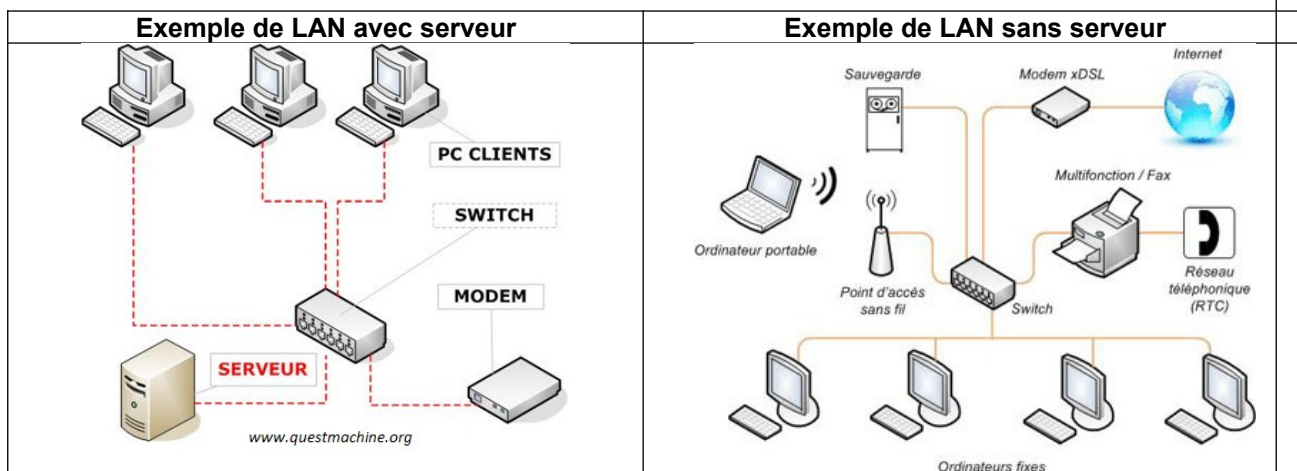 Exemple de LAN avec serveur
PC CLIENTS
SWITCH
MODEM
SERVEUR
www.questmachine.org
Exemple de LAN sans serveur
Internet
Sauvegarde
Modem xDSL
Multifonction / Fax
Ordinateur portable
Point d'accès
sans fil
Switch
Réseau
téléphonique
(RTC)
Ordinateurs fixes